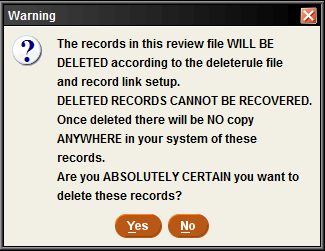 Warning
The records in this review file WILL BE
DELETED according to the deleterule file
and record link setup.
DELETED RECORDS CANNOT BE RECOVERED.
Once deleted there will be NO copy
ANYWHERE in your system of these
records.
Are you ABSOLUTELY CERTAIN you want to
delete these records?
Yes No